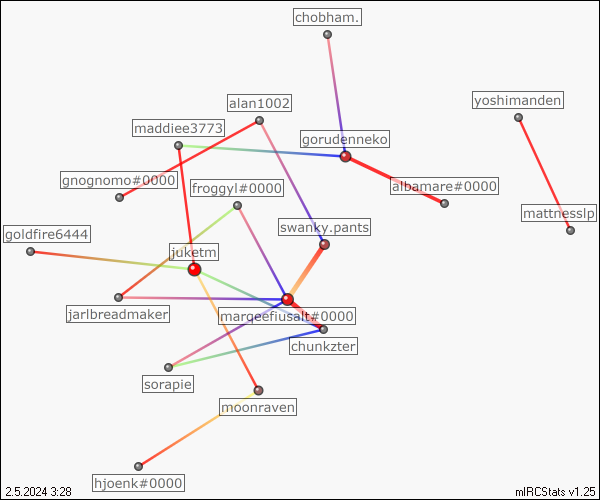 chobham.
yoshimanden
alan1002
maddiee3773
gorudenneko
gnognomo#0000
froggyl#0000
albamare#0000
mattnesslp
swanky.pants
goldfire6444
juketm
jarlbreadmaker
marqeefiusalt#0000
chunkzter
sorapie
moonraven
hjoenk#0000
2.5.2024 3:28
mIRCStats v1.25